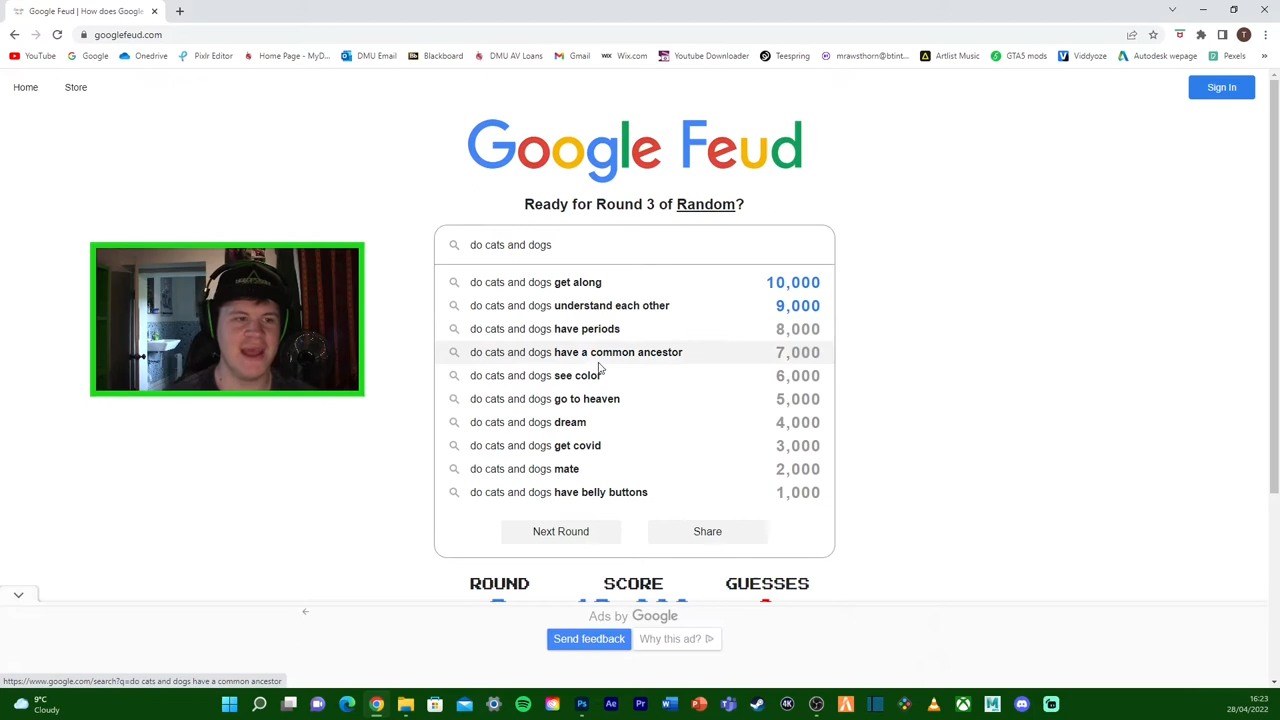 Google Feud | How does Google
googlefeud.com
YouTube Google Onedrive Pixlr Editor Home Page - MyD... DMU Email Blackboard DMU AV Loans Gmail Wix.com Youtube Downloader Teespring mrawsthorn@btint... Artlist Music GTA5 mods Viddyoze Autodesk wepage Pexels »
Home Store Sign In
Google Feud
Ready for Round 3 of Random?
do cats and dogs
do cats and dogs get along 10,000
do cats and dogs understand each other 9,000
do cats and dogs have periods 8,000
do cats and dogs have a common ancestor 7,000
do cats and dogs see color 6,000
do cats and dogs go to heaven 5,000
do cats and dogs dream 4,000
do cats and dogs get covid 3,000
do cats and dogs mate 2,000
do cats and dogs have belly buttons 1,000
Next Round Share
ROUND SCORE GUESSES
Ads by Google
Send feedback Why this ad?
https://www.google.com/search?q=do cats and dogs have a common ancestor
9°C 16:23
Cloudy 28/04/2022